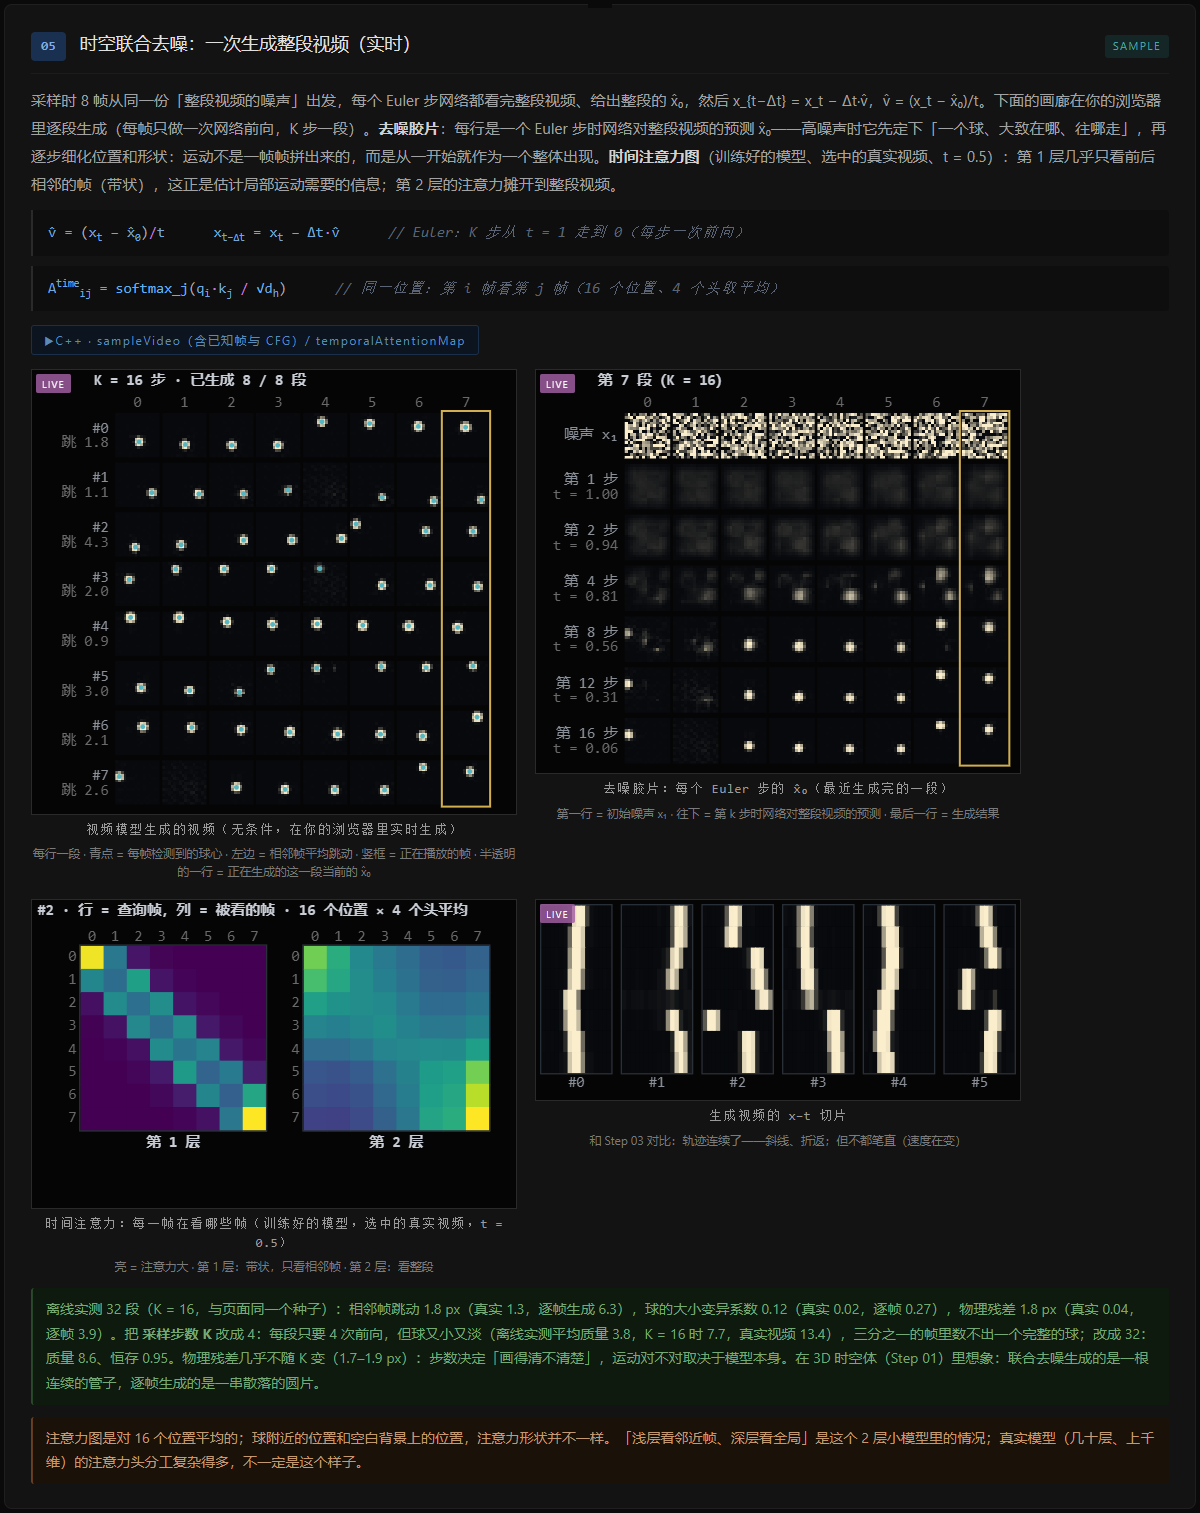 05 时空联合去噪：一次生成整段视频（实时）
SAMPLE
采样时 8 帧从同一份「整段视频的噪声」出发，每个 Euler 步网络都看完整段视频、给出整段的 x̂₀，然后 x_{t−Δt} = x_t − Δt·v̂，v̂ = (x_t − x̂₀)/t。下面的画廊在你的浏览器
里逐段生成（每帧只做一次网络前向，K 步一段）。去噪胶片：每行是一个 Euler 步时网络对整段视频的预测 x̂₀——高噪声时它先定下「一个球、大致在哪、往哪走」，再
逐步细化位置和形状：运动不是一帧帧拼出来的，而是从一开始就作为一个整体出现。时间注意力图（训练好的模型、选中的真实视频、t = 0.5）：第 1 层几乎只看前后
相邻的帧（带状），这正是估计局部运动需要的信息；第 2 层的注意力摊开到整段视频。
v̂ = (xt − x̂0)/t xt−Δt = xt − Δt·v̂ // Euler: K 步从 t = 1 走到 0（每步一次前向）
Atimeij = softmax_j(qi·kj / √dh) // 同一位置: 第 i 帧看第 j 帧（16 个位置、4 个头取平均）
▶C++ · sampleVideo（含已知帧与 CFG）/ temporalAttentionMap
LIVE
K = 16 步 · 已生成 8 / 8 段
0 1 2 3 4 5 6 7
#0
跳 1.8
#1
跳 1.1
#2
跳 4.3
#3
跳 2.0
#4
跳 0.9
#5
跳 3.0
#6
跳 2.1
#7
跳 2.6
视频模型生成的视频（无条件，在你的浏览器里实时生成）
每行一段 · 青点 = 每帧检测到的球心 · 左边 = 相邻帧平均跳动 · 竖框 = 正在播放的帧 · 半透明
的一行 = 正在生成的这一段当前的 x̂₀
LIVE
第 7 段 (K = 16)
0 1 2 3 4 5 6 7
噪声 x₁
第 1 步
t = 1.00
第 2 步
t = 0.94
第 4 步
t = 0.81
第 8 步
t = 0.56
第 12 步
t = 0.31
第 16 步
t = 0.06
去噪胶片：每个 Euler 步的 x̂₀（最近生成完的一段）
第一行 = 初始噪声 x₁ · 往下 = 第 k 步时网络对整段视频的预测 · 最后一行 = 生成结果
#2 · 行 = 查询帧，列 = 被看的帧 · 16 个位置 × 4 个头平均
0 1 2 3 4 5 6 7
0
1
2
3
4
5
6
7
第 1 层
0 1 2 3 4 5 6 7
0
1
2
3
4
5
6
7
第 2 层
时间注意力：每一帧在看哪些帧（训练好的模型，选中的真实视频，t =
0.5）
亮 = 注意力大 · 第 1 层：带状，只看相邻帧 · 第 2 层：看整段
LIVE
#0 #1 #2 #3 #4 #5
生成视频的 x-t 切片
和 Step 03 对比：轨迹连续了——斜线、折返；但不都笔直（速度在变）
离线实测 32 段（K = 16，与页面同一个种子）：相邻帧跳动 1.8 px（真实 1.3，逐帧生成 6.3），球的大小变异系数 0.12（真实 0.02，逐帧 0.27），物理残差 1.8 px（真实 0.04，
逐帧 3.9）。把 采样步数 K 改成 4：每段只要 4 次前向，但球又小又淡（离线实测平均质量 3.8，K = 16 时 7.7，真实视频 13.4），三分之一的帧里数不出一个完整的球；改成 32：
质量 8.6、恒存 0.95。物理残差几乎不随 K 变（1.7–1.9 px）：步数决定「画得清不清楚」，运动对不对取决于模型本身。在 3D 时空体（Step 01）里想象：联合去噪生成的是一根
连续的管子，逐帧生成的是一串散落的圆片。
注意力图是对 16 个位置平均的；球附近的位置和空白背景上的位置，注意力形状并不一样。「浅层看邻近帧、深层看全局」是这个 2 层小模型里的情况；真实模型（几十层、上千
维）的注意力头分工复杂得多，不一定是这个样子。